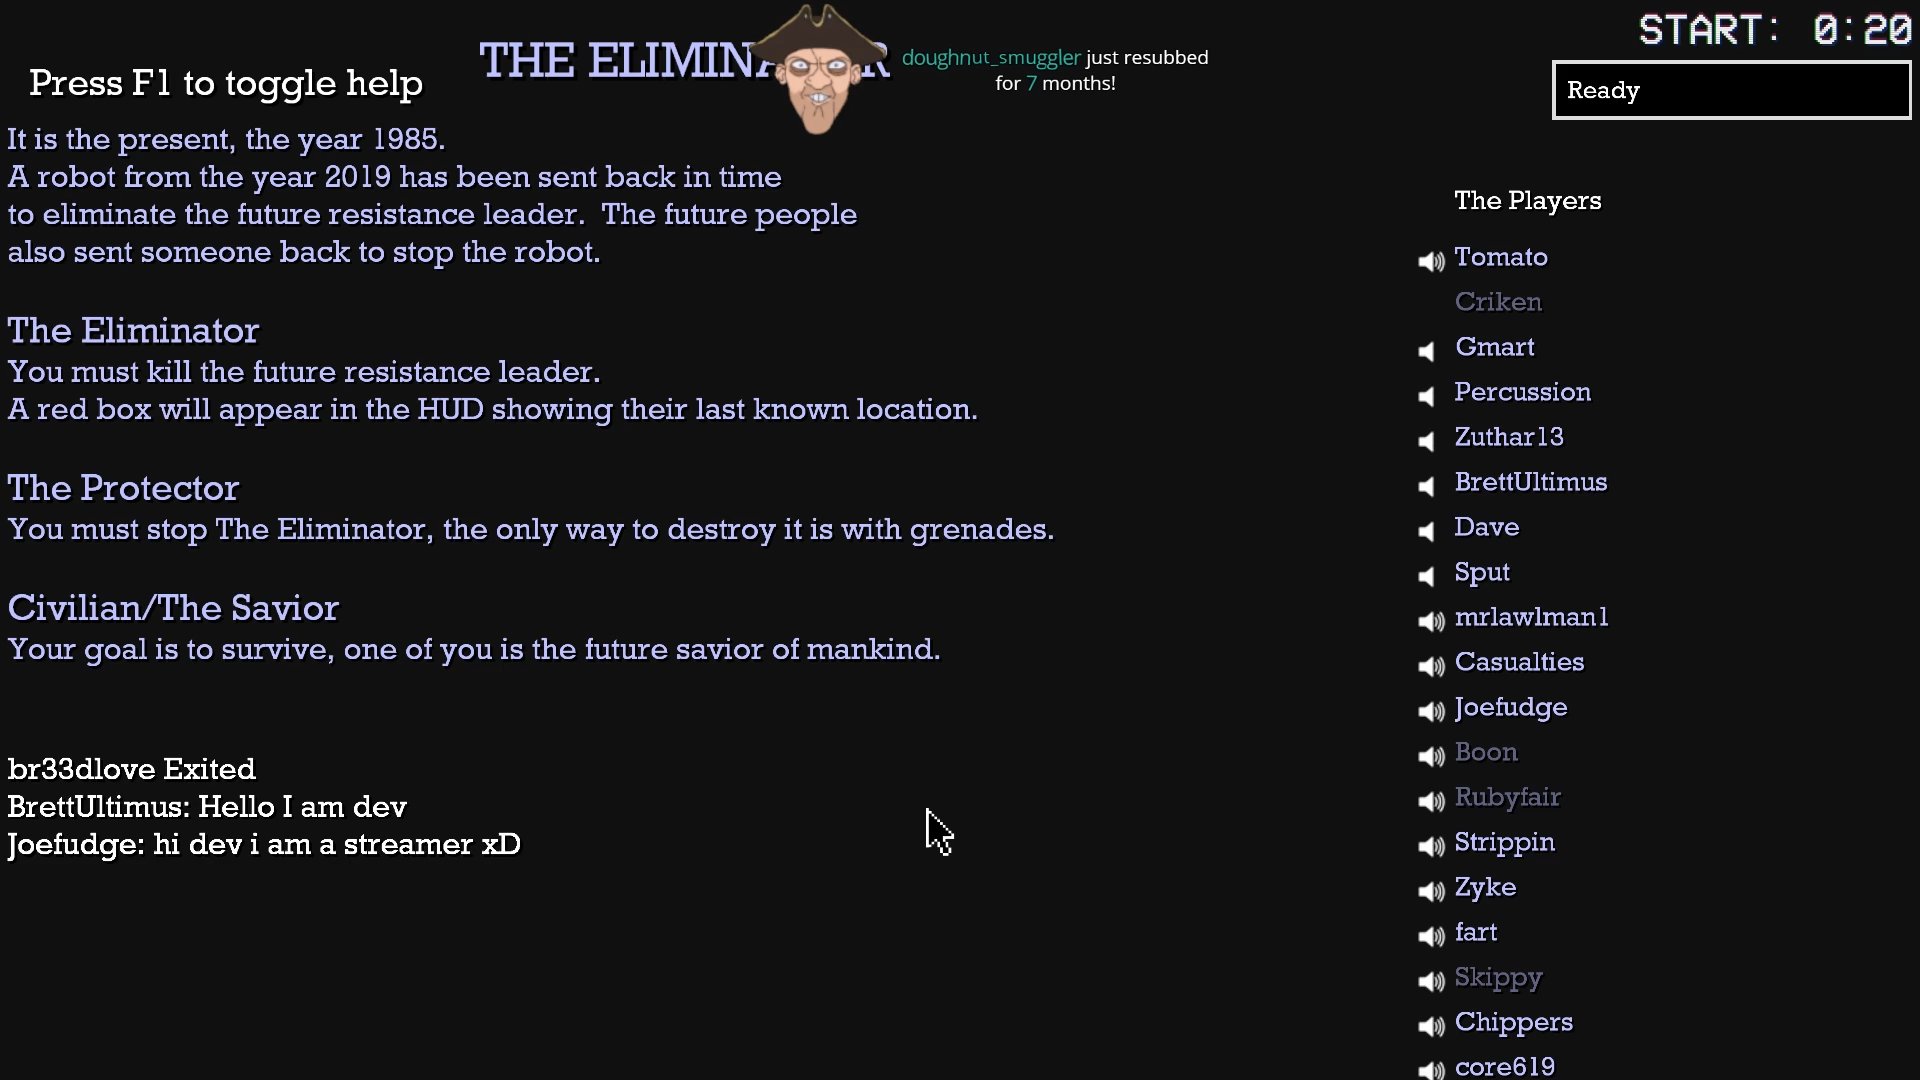 START: 0:20
THE ELIMIN
doughnut_smuggler just resubbed
for 7 months!
Press F1 to toggle help
Ready
It is the present, the year 1985.
A robot from the year 2019 has been sent back in time
to eliminate the future resistance leader. The future people
also sent someone back to stop the robot.
The Eliminator
You must kill the future resistance leader.
A red box will appear in the HUD showing their last known location.
The Protector
You must stop The Eliminator, the only way to destroy it is with grenades.
Civilian/The Savior
Your goal is to survive, one of you is the future savior of mankind.
br33dlove Exited
BrettUltimus: Hello I am dev
Joefudge: hi dev i am a streamer xD
The Players
Tomato
Criken
Gmart
Percussion
Zuthar13
BrettUltimus
Dave
Sput
mrlawlman1
Casualties
Joefudge
Boon
Rubyfair
Strippin
Zyke
fart
Skippy
Chippers
core619